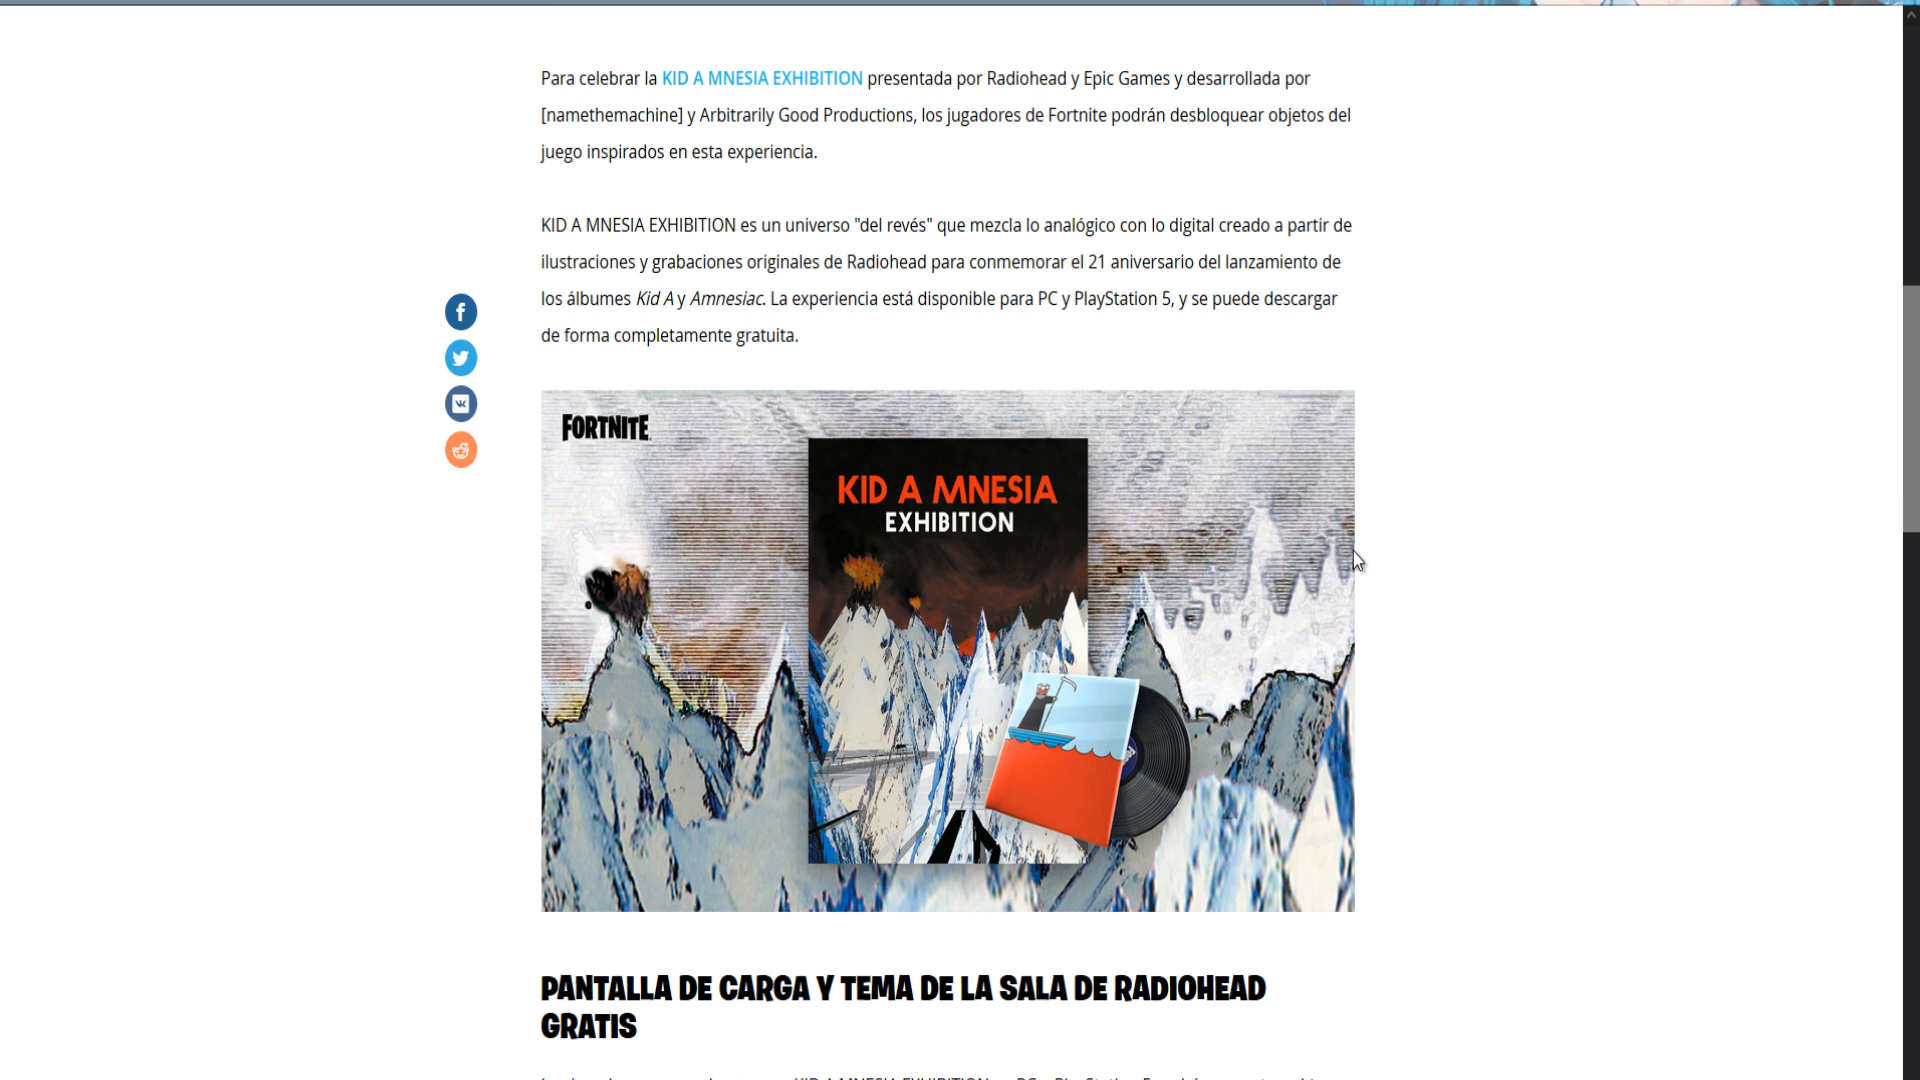 Para celebrar la KID A MNESIA EXHIBITION presentada por Radiohead y Epic Games y desarrollada por
[namethemachine] y Arbitrarily Good Productions, los jugadores de Fortnite podrán desbloquear objetos del
juego inspirados en esta experiencia.
KID A MNESIA EXHIBITION es un universo "del revés" que mezcla lo analógico con lo digital creado a partir de
ilustraciones y grabaciones originales de Radiohead para conmemorar el 21 aniversario del lanzamiento de
los álbumes Kid A y Amnesiac. La experiencia está disponible para PC y PlayStation 5, y se puede descargar
de forma completamente gratuita.
FORTNITE
KID A MNESIA
EXHIBITION
PANTALLA DE CARGA Y TEMA DE LA SALA DE RADIOHEAD
GRATIS